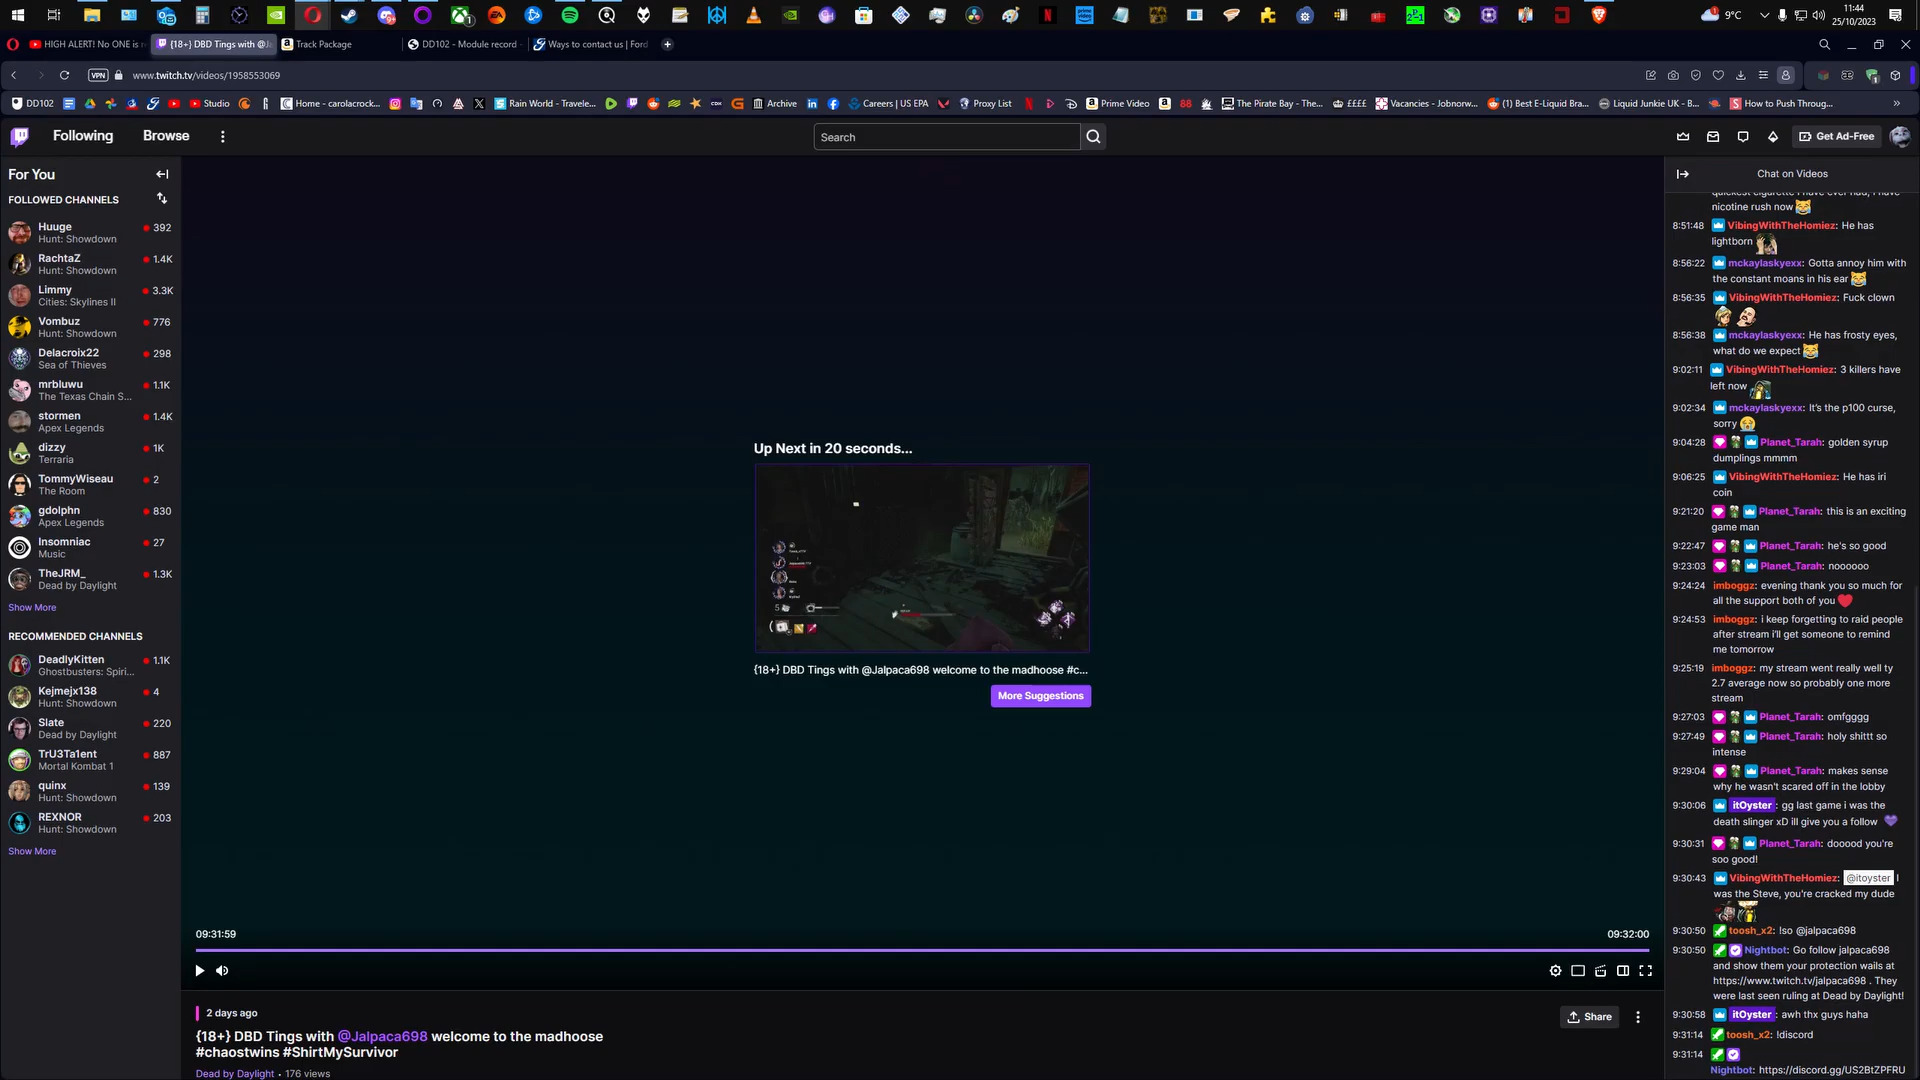 11:44
9°C
25/10/2023
HIGH ALERT! No ONE is r
{18+} DBD Tings with @Ja
Track Package
DD102 - Module record -
Ways to contact us | Ford
VPN
www.twitch.tv/videos/1958553069
DD102
Studio
Home - carolacrock...
Rain World - Travele...
Archive
Careers | US EPA
Proxy List
Prime Video
88
The Pirate Bay - The...
££££
Vacancies - Jobnorw...
(1) Best E-Liquid Bra...
Liquid Junkie UK - B...
How to Push Throug...
Following
Browse
Search
Get Ad-Free
For You
FOLLOWED CHANNELS
Huuge
392
Hunt: Showdown
RachtaZ
1.4K
Hunt: Showdown
Limmy
3.3K
Cities: Skylines II
Vombuz
776
Hunt: Showdown
Delacroix22
298
Sea of Thieves
mrbluwu
1.1K
The Texas Chain S...
stormen
1.4K
Apex Legends
dizzy
1K
Terraria
TommyWiseau
2
The Room
gdolphn
830
Apex Legends
Insomniac
27
Music
TheJRM_
1.3K
Dead by Daylight
Show More
RECOMMENDED CHANNELS
DeadlyKitten
1.1K
Ghostbusters: Spiri...
Kejmejx138
4
Hunt: Showdown
Slate
220
Dead by Daylight
TrU3Ta1ent
887
Mortal Kombat 1
quinx
139
Hunt: Showdown
REXNOR
203
Hunt: Showdown
Show More
Up Next in 20 seconds...
{18+} DBD Tings with @Jalpaca698 welcome to the madhoose #c...
More Suggestions
09:31:59
09:32:00
2 days ago
Share
{18+} DBD Tings with @Jalpaca698 welcome to the madhoose
#chaostwins #ShirtMySurvivor
Dead by Daylight • 176 views
Chat on Videos
quickest cigarette I have ever had, I have
nicotine rush now
8:51:48 VibingWithTheHomiez: He has
lightborn
8:56:22 mckaylaskyexx: Gotta annoy him with
the constant moans in his ear
8:56:35 VibingWithTheHomiez: Fuck clown
8:56:38 mckaylaskyexx: He has frosty eyes,
what do we expect
9:02:11 VibingWithTheHomiez: 3 killers have
left now
9:02:34 mckaylaskyexx: It's the p100 curse,
sorry
9:04:28 Planet_Tarah: golden syrup
dumplings mmmm
9:06:25 VibingWithTheHomiez: He has iri
coin
9:21:20 Planet_Tarah: this is an exciting
game man
9:22:47 Planet_Tarah: he's so good
9:23:03 Planet_Tarah: noooooo
9:24:24 imboggz: evening thank you so much for
all the support both of you
9:24:53 imboggz: i keep forgetting to raid people
after stream i'll get someone to remind
me tomorrow
9:25:19 imboggz: my stream went really well ty
2.7 average now so probably one more
stream
9:27:03 Planet_Tarah: omfgggg
9:27:49 Planet_Tarah: holy shittt so
intense
9:29:04 Planet_Tarah: makes sense
why he wasn't scared off in the lobby
9:30:06 itOyster: gg last game i was the
death slinger xD ill give you a follow
9:30:31 Planet_Tarah: dooood you're
soo good!
9:30:43 VibingWithTheHomiez: @itoyster I
was the Steve, you're cracked my dude
9:30:50 toosh_x2: !so @jalpaca698
9:30:50 Nightbot: Go follow jalpaca698
and show them your protection wails at
https://www.twitch.tv/jalpaca698 . They
were last seen ruling at Dead by Daylight!
9:30:58 itOyster: awh thx guys haha
9:31:14 toosh_x2: !discord
9:31:14
Nightbot: https://discord.gg/US2BtZPFRU